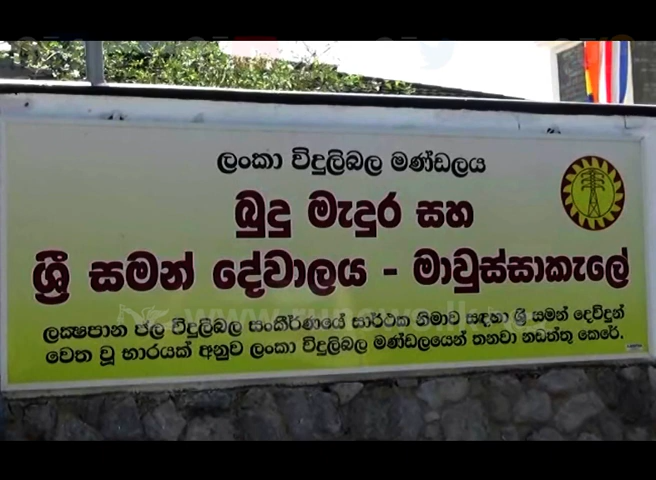 ලංකා විදුලිබල මණ්ඩලය
බුදු මැදුර සහ
ශ්‍රී සමන් දේවාලය - මාවුස්සාකැලේ
ලක්‍ෂපාන ජල විදුලිබල සංකීර්ණයේ සාර්ථක නිමාව සඳහා ශ්‍රී සමන් දෙවිඳුන්
වෙත වූ භාරයක් අනුව ලංකා විදුලිබල මණ්ඩලයෙන් තනවා නඩත්තු කෙරේ.